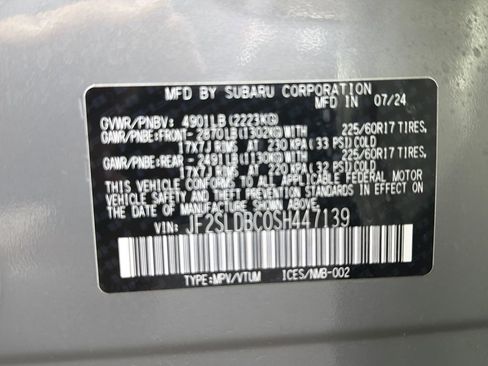 MFD BY SUBARU CORPORATION
MFD IN 07/24
GVWR/PNBV: 4901LB(2223KG)
GAWR/PNBE:FRONT- 2870LB(1302KG)WITH 225/60R17 TIRES,
17X7J RIMS AT 230 KPA(33 PSI)COLD
GAWR/PNBE:REAR - 2491LB(1130KG)WITH 225/60R17 TIRES,
17X7J RIMS AT 220 KPA(32 PSI)COLD
THIS VEHICLE CONFORMS TO ALL APPLICABLE FEDERAL MOTOR
VEHICLE SAFETY AND BUMPER STANDARDS IN EFFECT ON
THE DATE OF MANUFACTURE SHOWN ABOVE.
VIN: JF2SLDBC0SH447139
TYPE:MPV/VTUM ICES/NMB-002